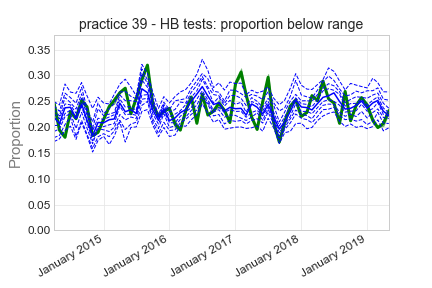 practice 39 - HB tests: proportion below range
Proportion
0.35
0.30
0.25
0.20
0.15
0.10
0.05
0.00
January 2015
January 2016
January 2017
January 2018
January 2019